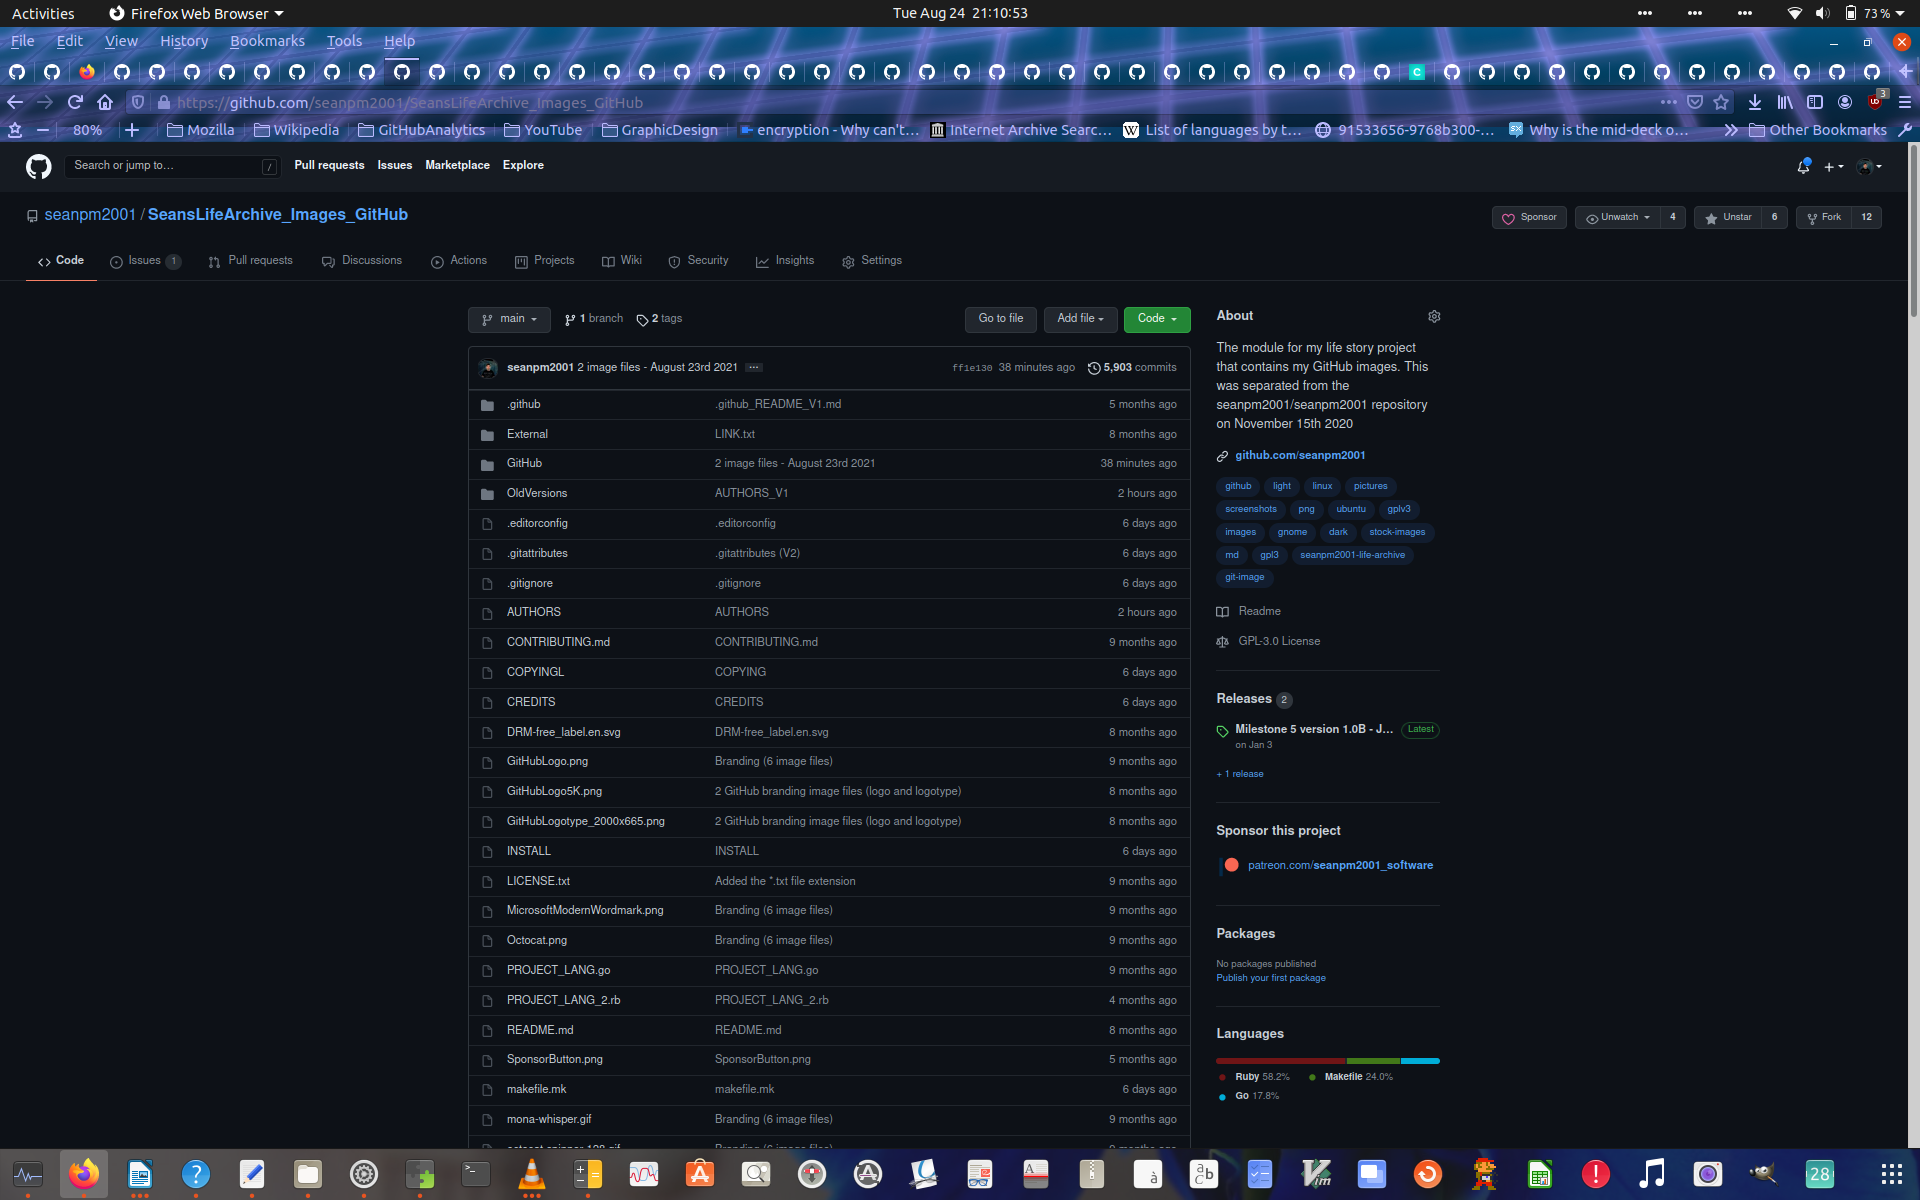 Activities Firefox Web Browser Tue Aug 24 21:10:53 73 %
File Edit View History Bookmarks Tools Help
https://github.com/seanpm2001/SeansLifeArchive_Images_GitHub 3
80% Mozilla Wikipedia GitHubAnalytics YouTube GraphicDesign encryption - Why can't… Internet Archive Searc… List of languages by t… 91533656-9768b300-… Why is the mid-deck o… Other Bookmarks
Search or jump to… / Pull requests Issues Marketplace Explore
seanpm2001 / SeansLifeArchive_Images_GitHub Sponsor Unwatch 4 Unstar 6 Fork 12
Code Issues 1 Pull requests Discussions Actions Projects Wiki Security Insights Settings
main 1 branch 2 tags Go to file Add file Code
seanpm2001 2 image files - August 23rd 2021 ff1e130 38 minutes ago 5,903 commits
.github .github_README_V1.md 5 months ago
External LINK.txt 8 months ago
GitHub 2 image files - August 23rd 2021 38 minutes ago
OldVersions AUTHORS_V1 2 hours ago
.editorconfig .editorconfig 6 days ago
.gitattributes .gitattributes (V2) 6 days ago
.gitignore .gitignore 6 days ago
AUTHORS AUTHORS 2 hours ago
CONTRIBUTING.md CONTRIBUTING.md 9 months ago
COPYINGL COPYING 6 days ago
CREDITS CREDITS 6 days ago
DRM-free_label.en.svg DRM-free_label.en.svg 8 months ago
GitHubLogo.png Branding (6 image files) 9 months ago
GitHubLogo5K.png 2 GitHub branding image files (logo and logotype) 8 months ago
GitHubLogotype_2000x665.png 2 GitHub branding image files (logo and logotype) 8 months ago
INSTALL INSTALL 6 days ago
LICENSE.txt Added the *.txt file extension 9 months ago
MicrosoftModernWordmark.png Branding (6 image files) 9 months ago
Octocat.png Branding (6 image files) 9 months ago
PROJECT_LANG.go PROJECT_LANG.go 9 months ago
PROJECT_LANG_2.rb PROJECT_LANG_2.rb 4 months ago
README.md README.md 8 months ago
SponsorButton.png SponsorButton.png 5 months ago
makefile.mk makefile.mk 6 days ago
mona-whisper.gif Branding (6 image files) 9 months ago
About
The module for my life story project
that contains my GitHub images. This
was separated from the
seanpm2001/seanpm2001 repository
on November 15th 2020
github.com/seanpm2001
github light linux pictures
screenshots png ubuntu gplv3
images gnome dark stock-images
md gpl3 seanpm2001-life-archive
git-image
Readme
GPL-3.0 License
Releases 2
Milestone 5 version 1.0B - J... Latest
on Jan 3
+ 1 release
Sponsor this project
patreon.com/seanpm2001_software
Packages
No packages published
Publish your first package
Languages
Ruby 58.2% Makefile 24.0%
Go 17.8%
28